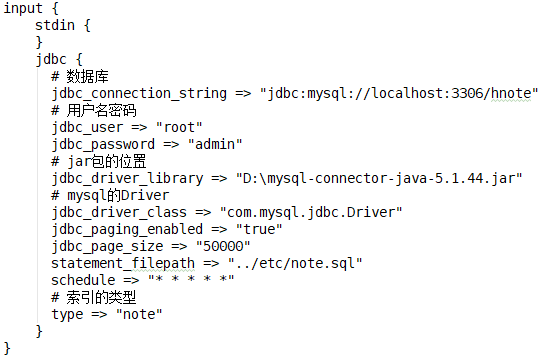 input {
    stdin {
    }
    jdbc {
      # 数据库
      jdbc_connection_string => "jdbc:mysql://localhost:3306/hnote"
      # 用户名密码
      jdbc_user => "root"
      jdbc_password => "admin"
      # jar包的位置
      jdbc_driver_library => "D:\mysql-connector-java-5.1.44.jar"
      # mysql的Driver
      jdbc_driver_class => "com.mysql.jdbc.Driver"
      jdbc_paging_enabled => "true"
      jdbc_page_size => "50000"
      statement_filepath => "../etc/note.sql"
      schedule => "* * * * *"
      # 索引的类型
      type => "note"
    }
}